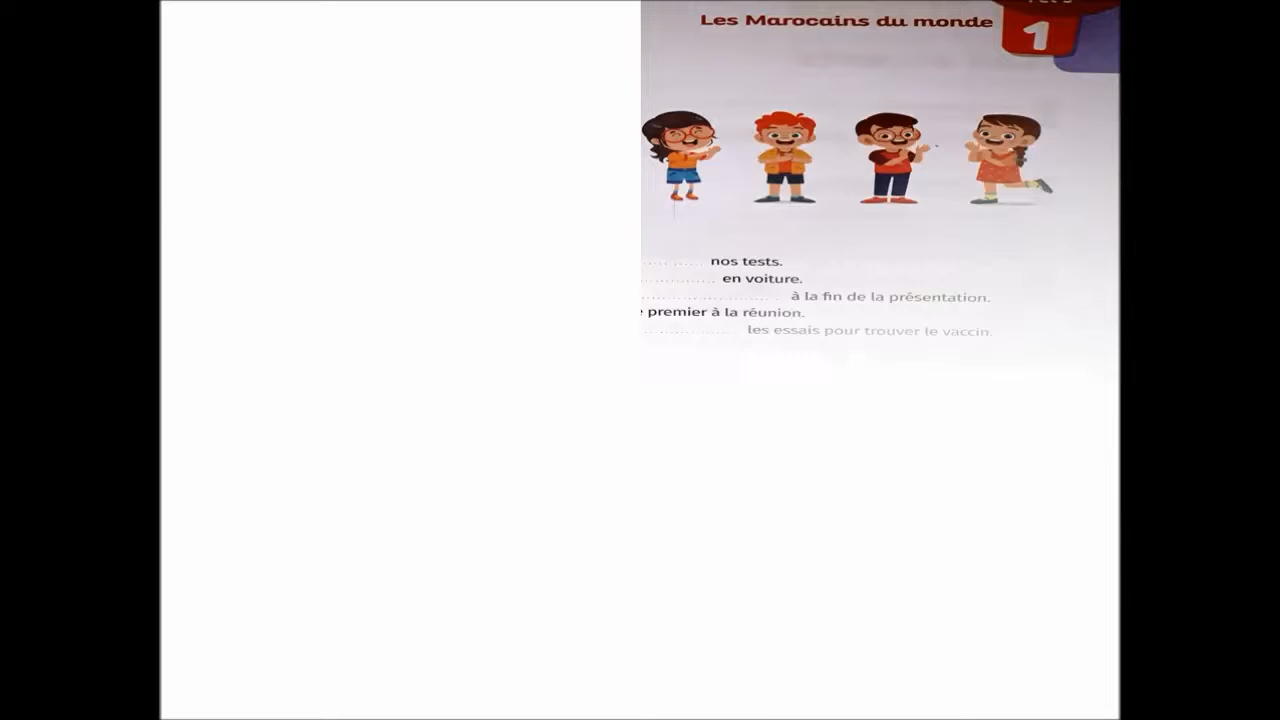 Les Marocains du monde
1
nos tests.
en voiture.
à la fin de la présentation.
premier à la réunion.
les essais pour trouver le vaccin.